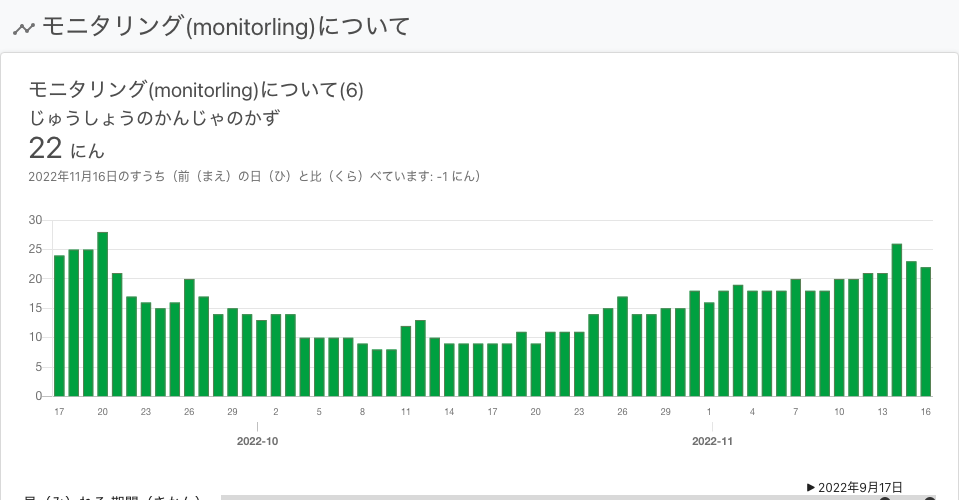 モニタリング(monitorling)について
モニタリング(monitorling)について(6)
じゅうしょうのかんじゃのかず
22 にん
2022年11月16日のすうち（前（まえ）の日（ひ）と比（くら）べています: -1 にん）
30
25
20
15
10
5
0
17 20 23 26 29 2 5 8 11 14 17 20 23 26 29 1 4 7 10 13 16
2022-10 2022-11
▶ 2022年9月17日